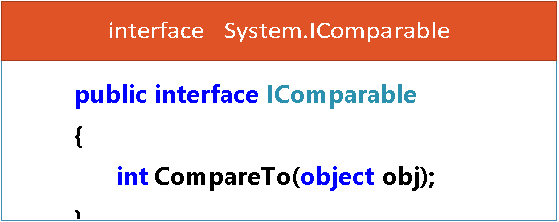 interface System.IComparable
public interface IComparable
{
int CompareTo(object obj);
}